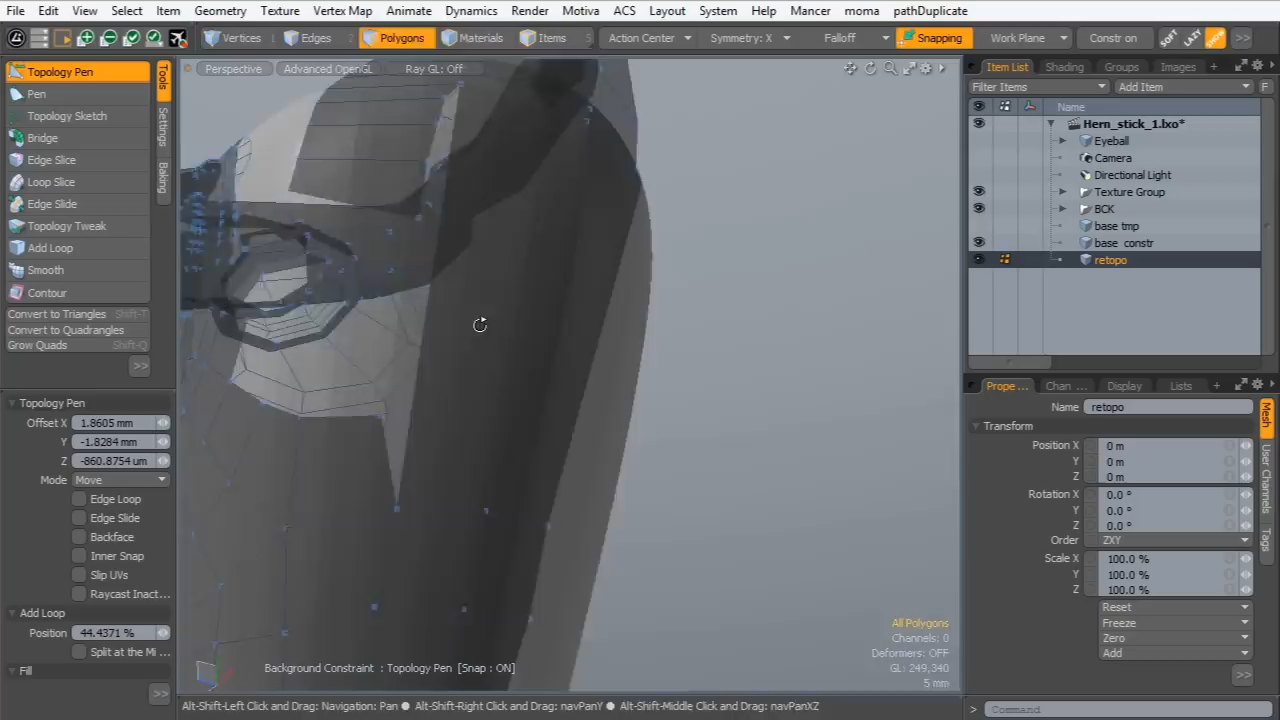 File Edit View Select Item Geometry Texture Vertex Map Animate Dynamics Render Motiva ACS Layout System Help Mancer moma pathDuplicate
Vertices Edges Polygons Materials Items Action Center Symmetry: X Falloff Snapping Work Plane Constr on SOFT LAZY SHOW >>
Topology Pen
Pen
Topology Sketch
Bridge
Edge Slice
Loop Slice
Edge Slide
Topology Tweak
Add Loop
Smooth
Contour
Convert to Triangles Shift-T
Convert to Quadrangles
Grow Quads Shift-Q
>>
Tools
Settings
Baking
Topology Pen
Offset X 1.8605 mm
Y -1.8284 mm
Z -860.8754 um
Mode Move
Edge Loop
Edge Slide
Backface
Inner Snap
Slip UVs
Raycast Inact...
Add Loop
Position 44.4371 %
Split at the Mi ...
Fill
>>
Perspective Advanced OpenGL Ray GL: Off
All Polygons
Channels: 0
Deformers: OFF
GL: 249,340
5 mm
Background Constraint : Topology Pen [Snap : ON]
Alt-Shift-Left Click and Drag: Navigation: Pan ● Alt-Shift-Right Click and Drag: navPanY ● Alt-Shift-Middle Click and Drag: navPanXZ
Item List Shading Groups Images +
Filter Items Add Item F
Name
Hern_stick_1.lxo*
Eyeball
Camera
Directional Light
Texture Group
BCK
base tmp
base constr
retopo
Prope ... Chan ... Display Lists +
Name retopo
Transform
Position X 0 m
Y 0 m
Z 0 m
Rotation X 0.0 °
Y 0.0 °
Z 0.0 °
Order ZXY
Scale X 100.0 %
Y 100.0 %
Z 100.0 %
Reset
Freeze
Zero
Add
>>
Mesh
User Channels
Tags
> Command